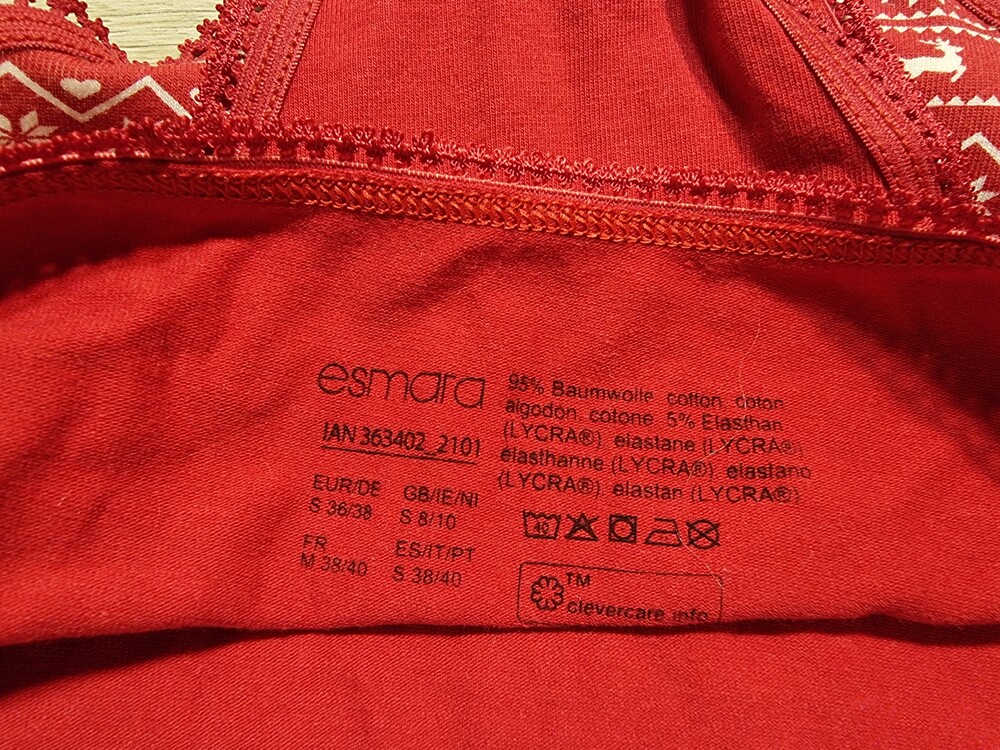 esmara
IAN 363402_2101
EUR/DE GB/IE/NI
S 36/38 S 8/10
FR ES/IT/PT
M 38/40 S 38/40
95% Baumwolle cotton coton
algodon cotone 5% Elasthan
(LYCRA®) elastane (LYCRA®)
élasthanne (LYCRA®) elastano
(LYCRA®) elastan (LYCRA®)
40
TM
clevercare.info